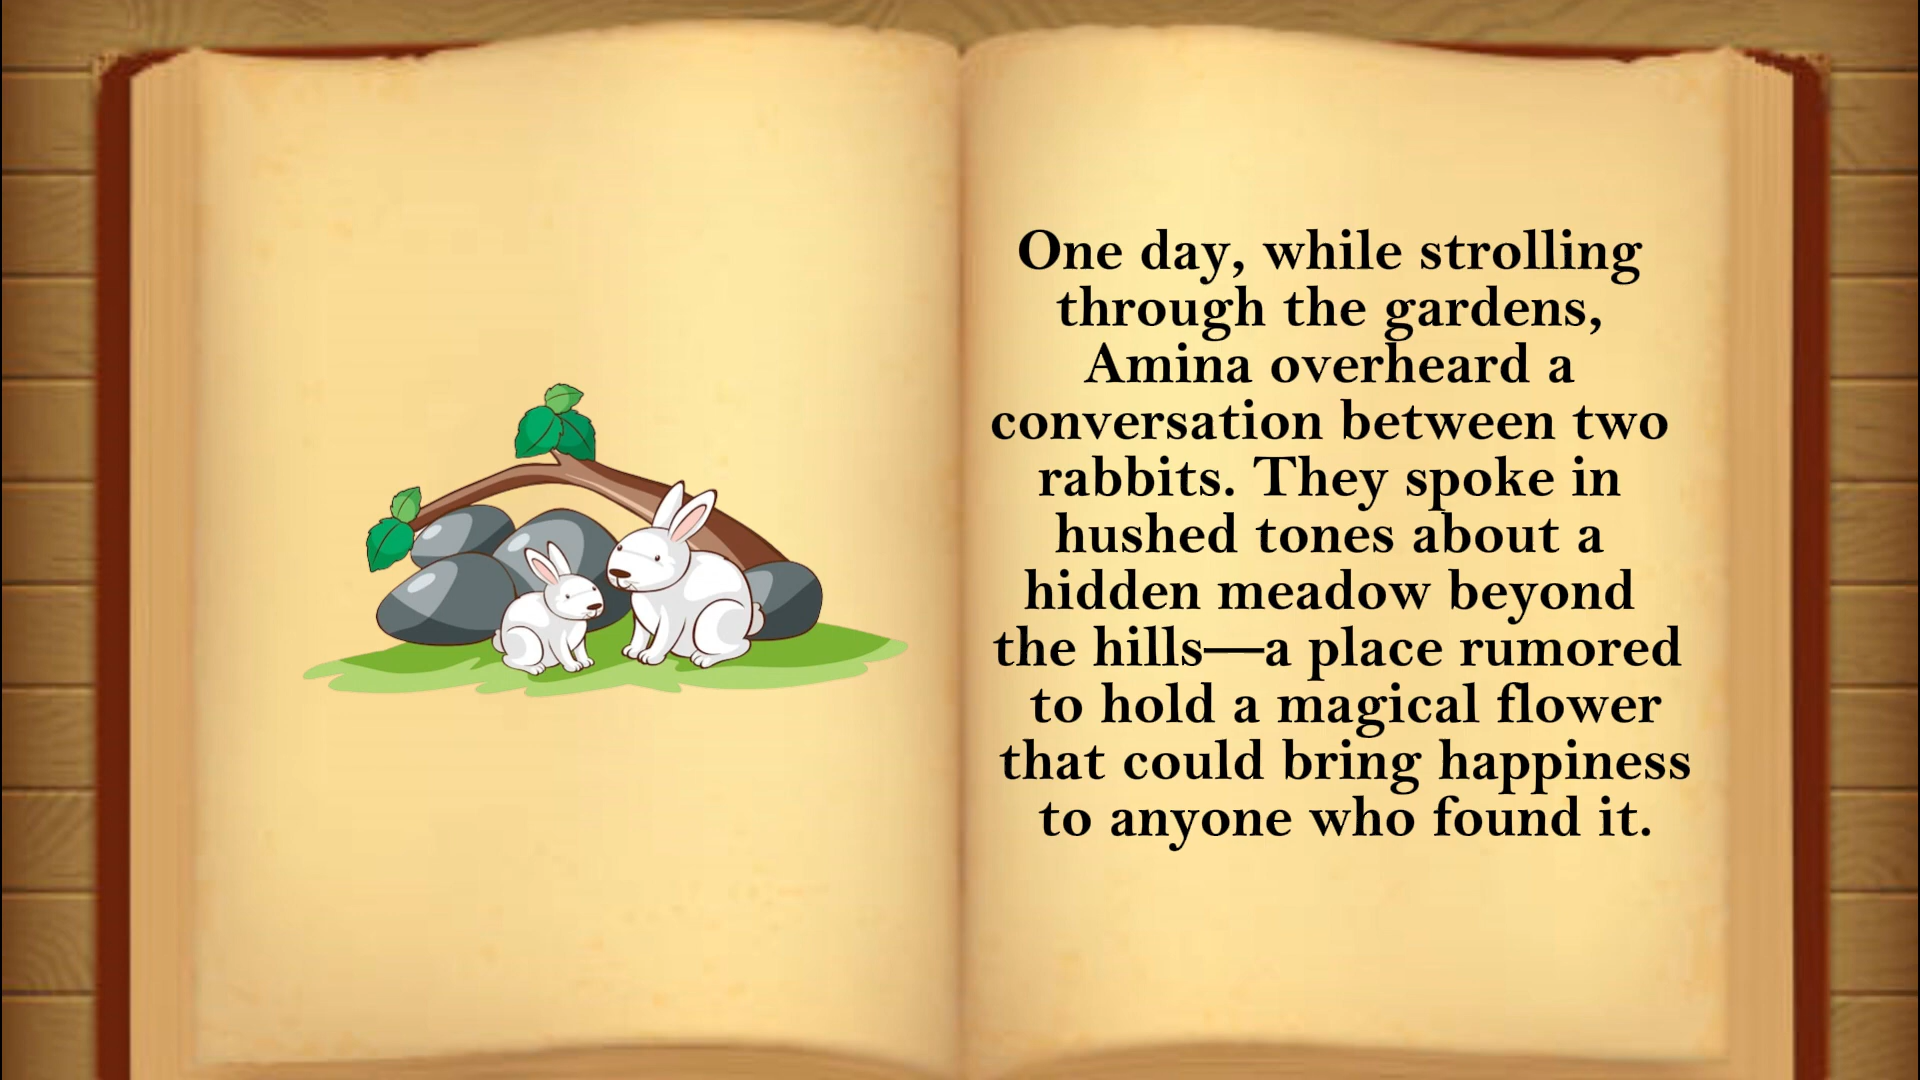 One day, while strolling
through the gardens,
Amina overheard a
conversation between two
rabbits. They spoke in
hushed tones about a
hidden meadow beyond
the hills—a place rumored
to hold a magical flower
that could bring happiness
to anyone who found it.